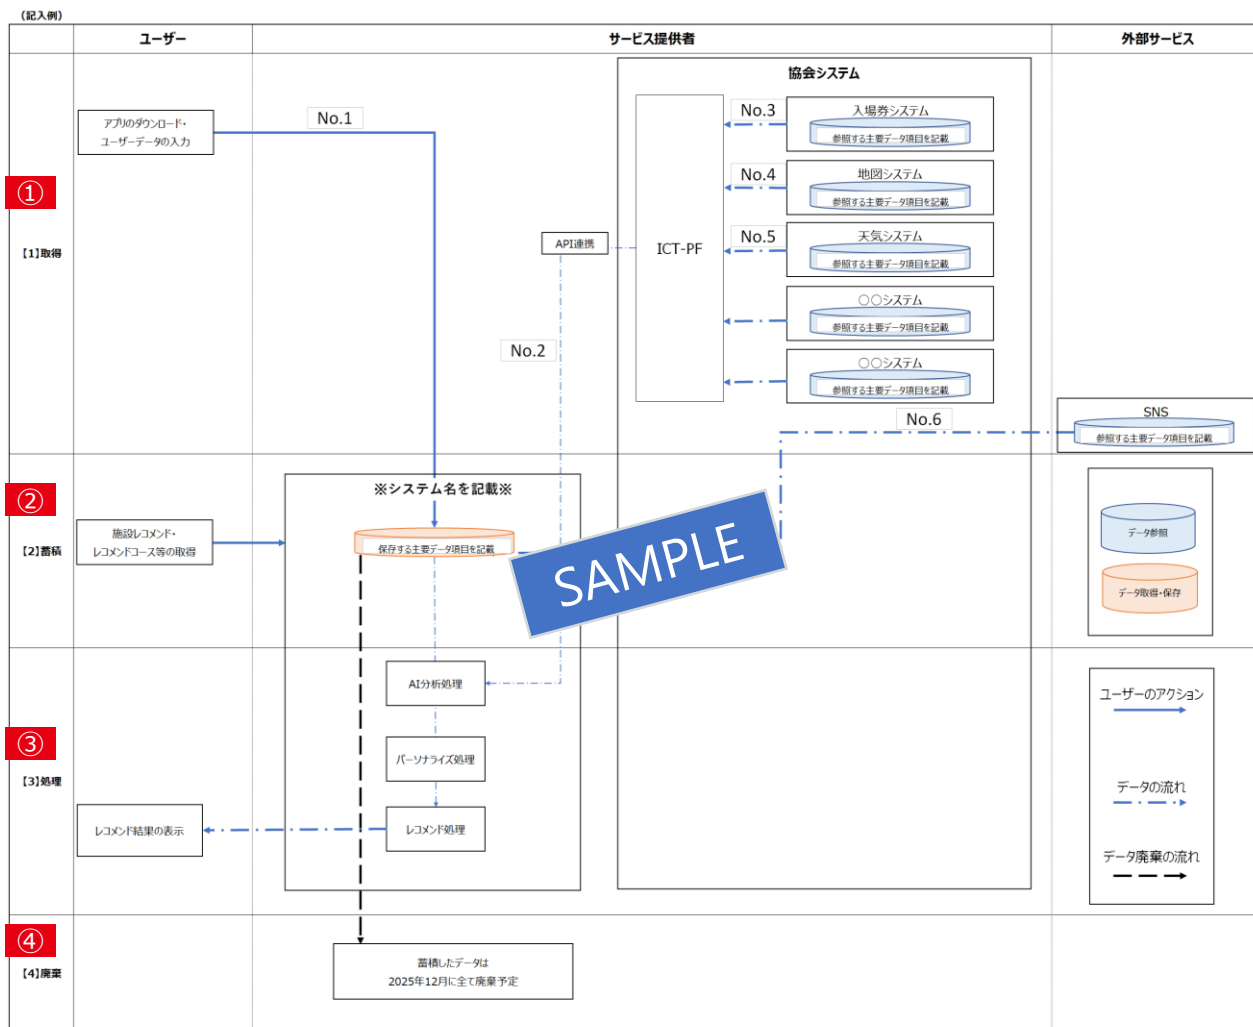 （記入例）
ユーザー
サービス提供者
外部サービス
協会システム
アプリのダウンロード・
ユーザーデータの入力
No.1
No.3
入場券システム
参照する主要データ項目を記載
①
No.4
地図システム
参照する主要データ項目を記載
【1】取得
API連携
ICT-PF
No.5
天気システム
参照する主要データ項目を記載
〇〇システム
参照する主要データ項目を記載
No.2
〇〇システム
参照する主要データ項目を記載
No.6
SNS
参照する主要データ項目を記載
②
※システム名を記載※
【2】蓄積
施設レコメンド・
レコメンドコース等の取得
保存する主要データ項目を記載
SAMPLE
データ参照
データ取得・保存
AI分析処理
ユーザーのアクション
③
パーソナライズ処理
【3】処理
データの流れ
レコメンド結果の表示
レコメンド処理
データ廃棄の流れ
④
【4】廃棄
蓄積したデータは
2025年12月に全て廃棄予定